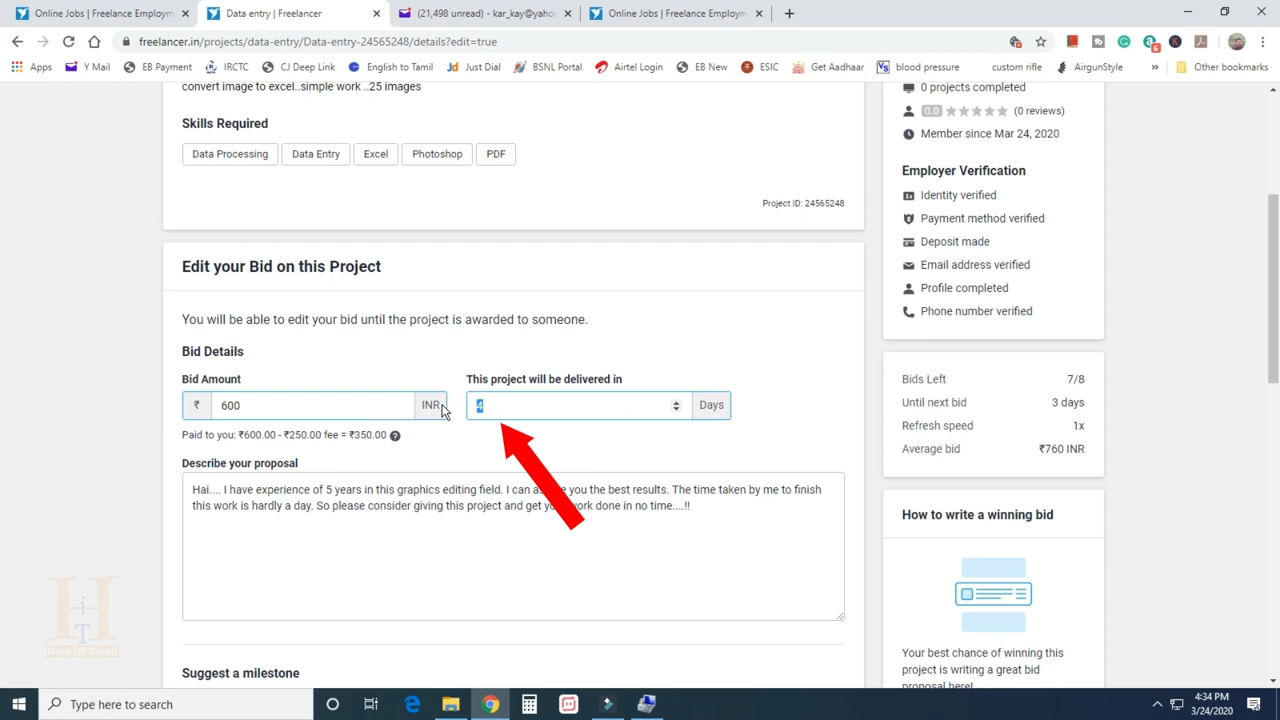 Online Jobs | Freelance Employm
Data entry | Freelancer
(21,498 unread) - kar_kay@yahoo
Online Jobs | Freelance Employm
freelancer.in/projects/data-entry/Data-entry-24565248/details?edit=true
6
Apps
Y Mail
EB Payment
IRCTC
CJ Deep Link
English to Tamil
Jd Just Dial
BSNL Portal
Airtel Login
EB New
ESIC
Get Aadhaar
blood pressure
custom rifle
AirgunStyle
»
Other bookmarks
convert image to excel..simple work ..25 images
Skills Required
Data Processing
Data Entry
Excel
Photoshop
PDF
Project ID: 24565248
Edit your Bid on this Project
You will be able to edit your bid until the project is awarded to someone.
Bid Details
Bid Amount
This project will be delivered in
₹ 600 INR
4 Days
Paid to you: ₹600.00 - ₹250.00 fee = ₹350.00
Describe your proposal
Hai.... I have experience of 5 years in this graphics editing field. I can you the best results. The time taken by me to finish
this work is hardly a day. So please consider giving this project and get work done in no time....!!
Suggest a milestone
0 projects completed
0.0 (0 reviews)
Member since Mar 24, 2020
Employer Verification
Identity verified
Payment method verified
Deposit made
Email address verified
Profile completed
Phone number verified
Bids Left 7/8
Until next bid 3 days
Refresh speed 1x
Average bid ₹760 INR
How to write a winning bid
Your best chance of winning this
project is writing a great bid
proposal here!
HiT
Help IN Tamil
Type here to search
4:34 PM
3/24/2020